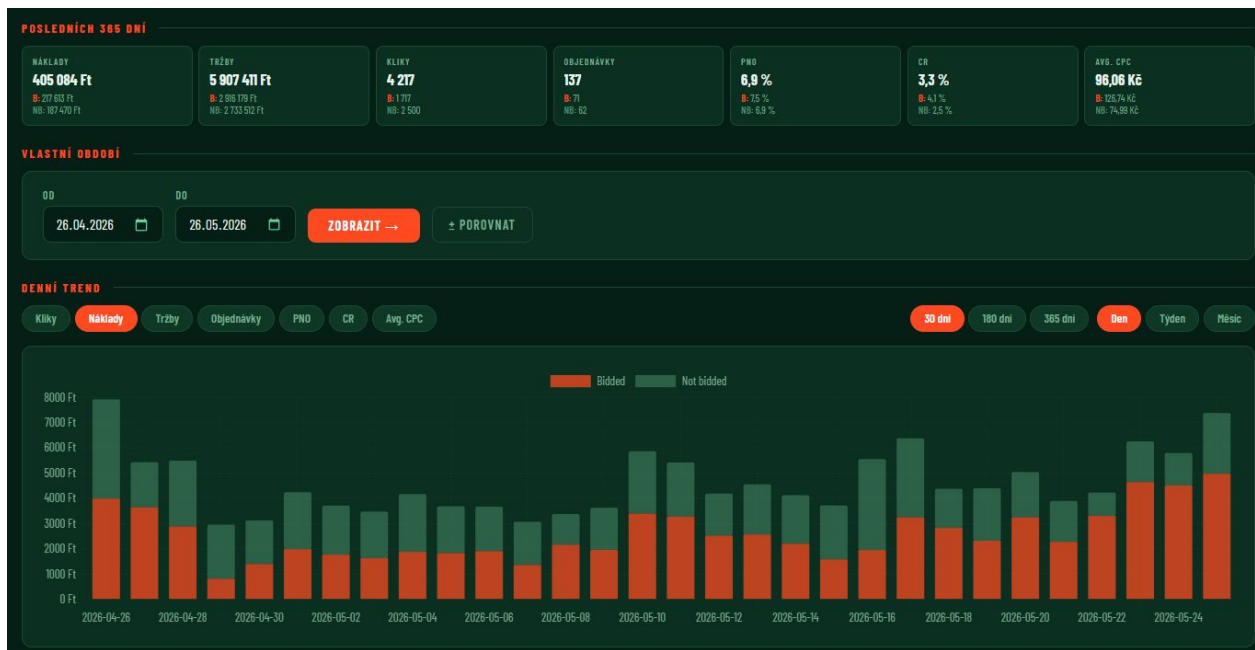 POSLEDNÍCH 365 DNÍ
NÁKLADY
405 084 Ft
B: 217 613 Ft
NB: 187 470 Ft
TRŽBY
5 907 411 Ft
B: 2 916 179 Ft
NB: 2 733 512 Ft
KLIKY
4 217
B: 1 717
NB: 2 500
OBJEDNÁVKY
137
B: 71
NB: 62
PNO
6,9 %
B: 7,5 %
NB: 6,9 %
CR
3,3 %
B: 4,1 %
NB: 2,5 %
AVG. CPC
96,06 Kč
B: 126,74 Kč
NB: 74,99 Kč
VLASTNÍ OBDOBÍ
OD
DO
26.04.2026
26.05.2026
ZOBRAZIT →
± POROVNAT
DENNÍ TREND
Kliky Náklady Tržby Objednávky PNO CR Avg. CPC
30 dní 180 dní 365 dní Den Týden Měsíc
Bidded Not bidded
8000 Ft
7000 Ft
6000 Ft
5000 Ft
4000 Ft
3000 Ft
2000 Ft
1000 Ft
0 Ft
2026-04-26 2026-04-28 2026-04-30 2026-05-02 2026-05-04 2026-05-06 2026-05-08 2026-05-10 2026-05-12 2026-05-14 2026-05-16 2026-05-18 2026-05-20 2026-05-22 2026-05-24